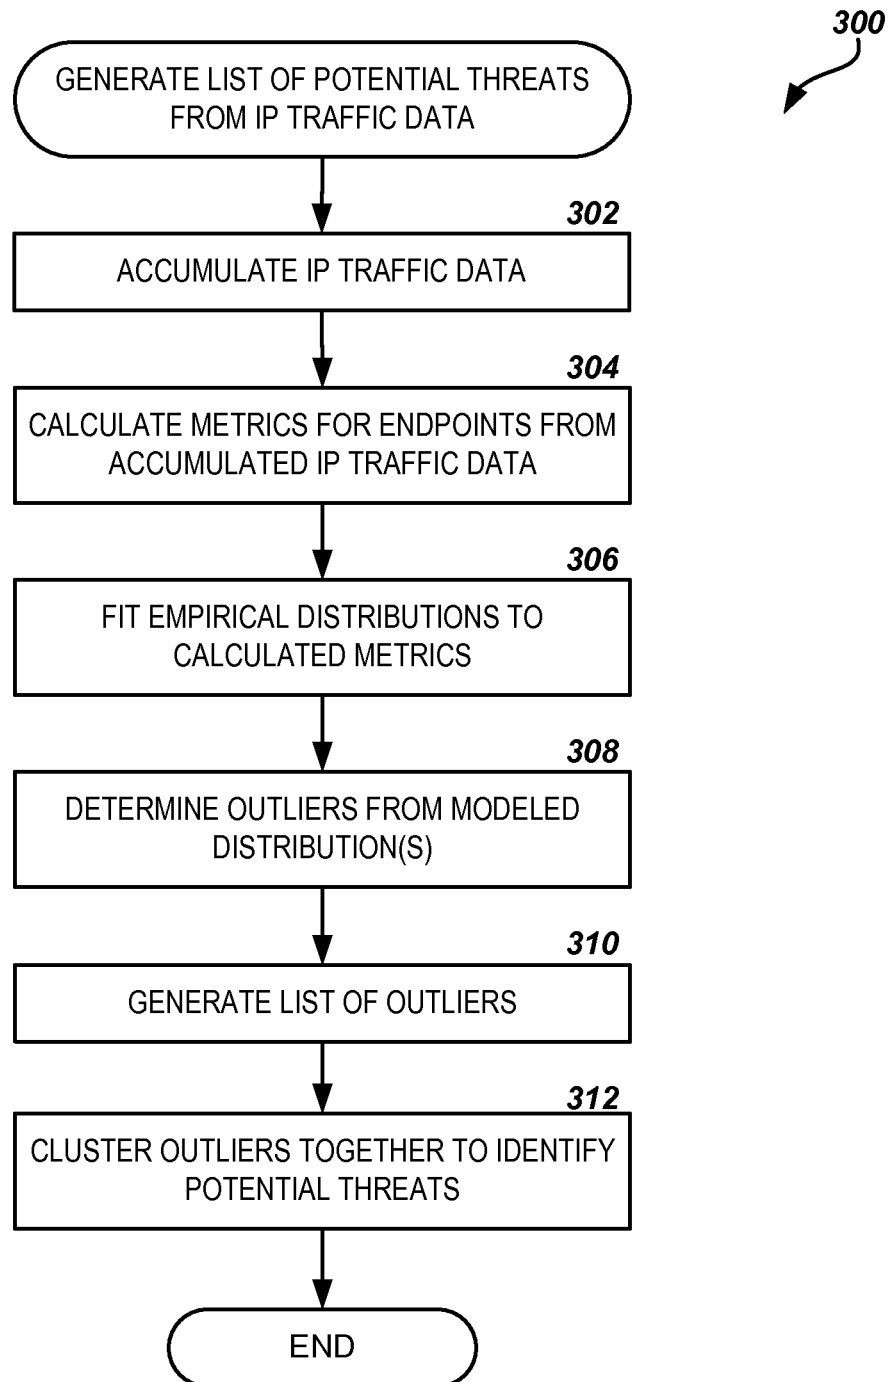 300
GENERATE LIST OF POTENTIAL THREATS
FROM IP TRAFFIC DATA
302
ACCUMULATE IP TRAFFIC DATA
304
CALCULATE METRICS FOR ENDPOINTS FROM
ACCUMULATED IP TRAFFIC DATA
306
FIT EMPIRICAL DISTRIBUTIONS TO
CALCULATED METRICS
308
DETERMINE OUTLIERS FROM MODELED
DISTRIBUTION(S)
310
GENERATE LIST OF OUTLIERS
312
CLUSTER OUTLIERS TOGETHER TO IDENTIFY
POTENTIAL THREATS
END